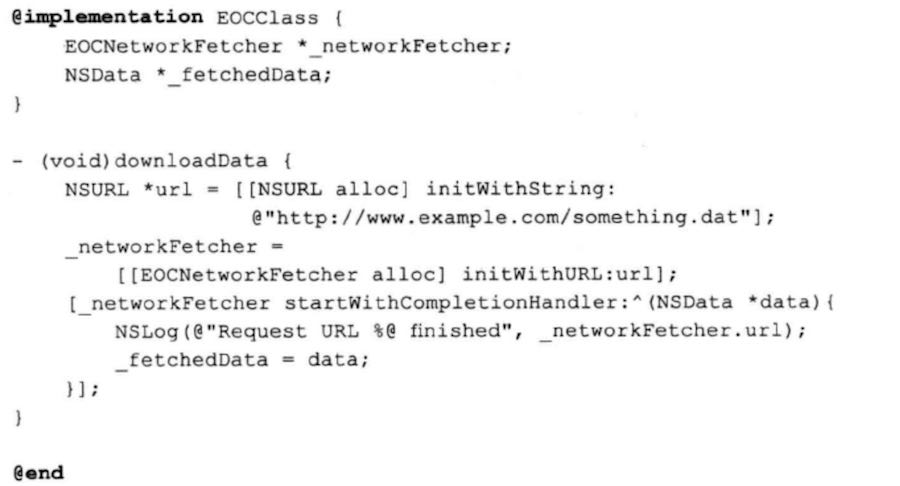 @implementation EOCClass {
    EOCNetworkFetcher *_networkFetcher;
    NSData *_fetchedData;
}

- (void)downloadData {
    NSURL *url = [[NSURL alloc] initWithString:
                  @"http://www.example.com/something.dat"];
    _networkFetcher =
        [[EOCNetworkFetcher alloc] initWithURL:url];
    [_networkFetcher startWithCompletionHandler:^(NSData *data){
        NSLog(@"Request URL %@ finished", _networkFetcher.url);
        _fetchedData = data;
    }];
}

@end